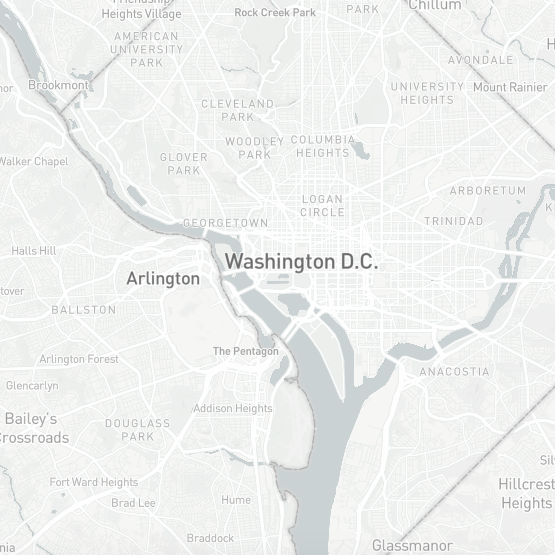 Heights Village
Rock Creek Park
PARK
Chillum
AMERICAN
UNIVERSITY
PARK
AVONDALE
Brookmont
UNIVERSITY
HEIGHTS
Mount Rainier
CLEVELAND
PARK
WOODLEY
PARK
COLUMBIA
HEIGHTS
Walker Chapel
GLOVER
PARK
ARBORETUM
LOGAN
CIRCLE
GEORGETOWN
TRINIDAD
Halls Hill
Washington D.C.
Arlington
BALLSTON
The Pentagon
Arlington Forest
ANACOSTIA
Glencarlyn
Addison Heights
Bailey's
Crossroads
DOUGLASS
PARK
Fort Ward Heights
Hillcrest
Heights
Brad Lee
Hume
Braddock
Glassmanor